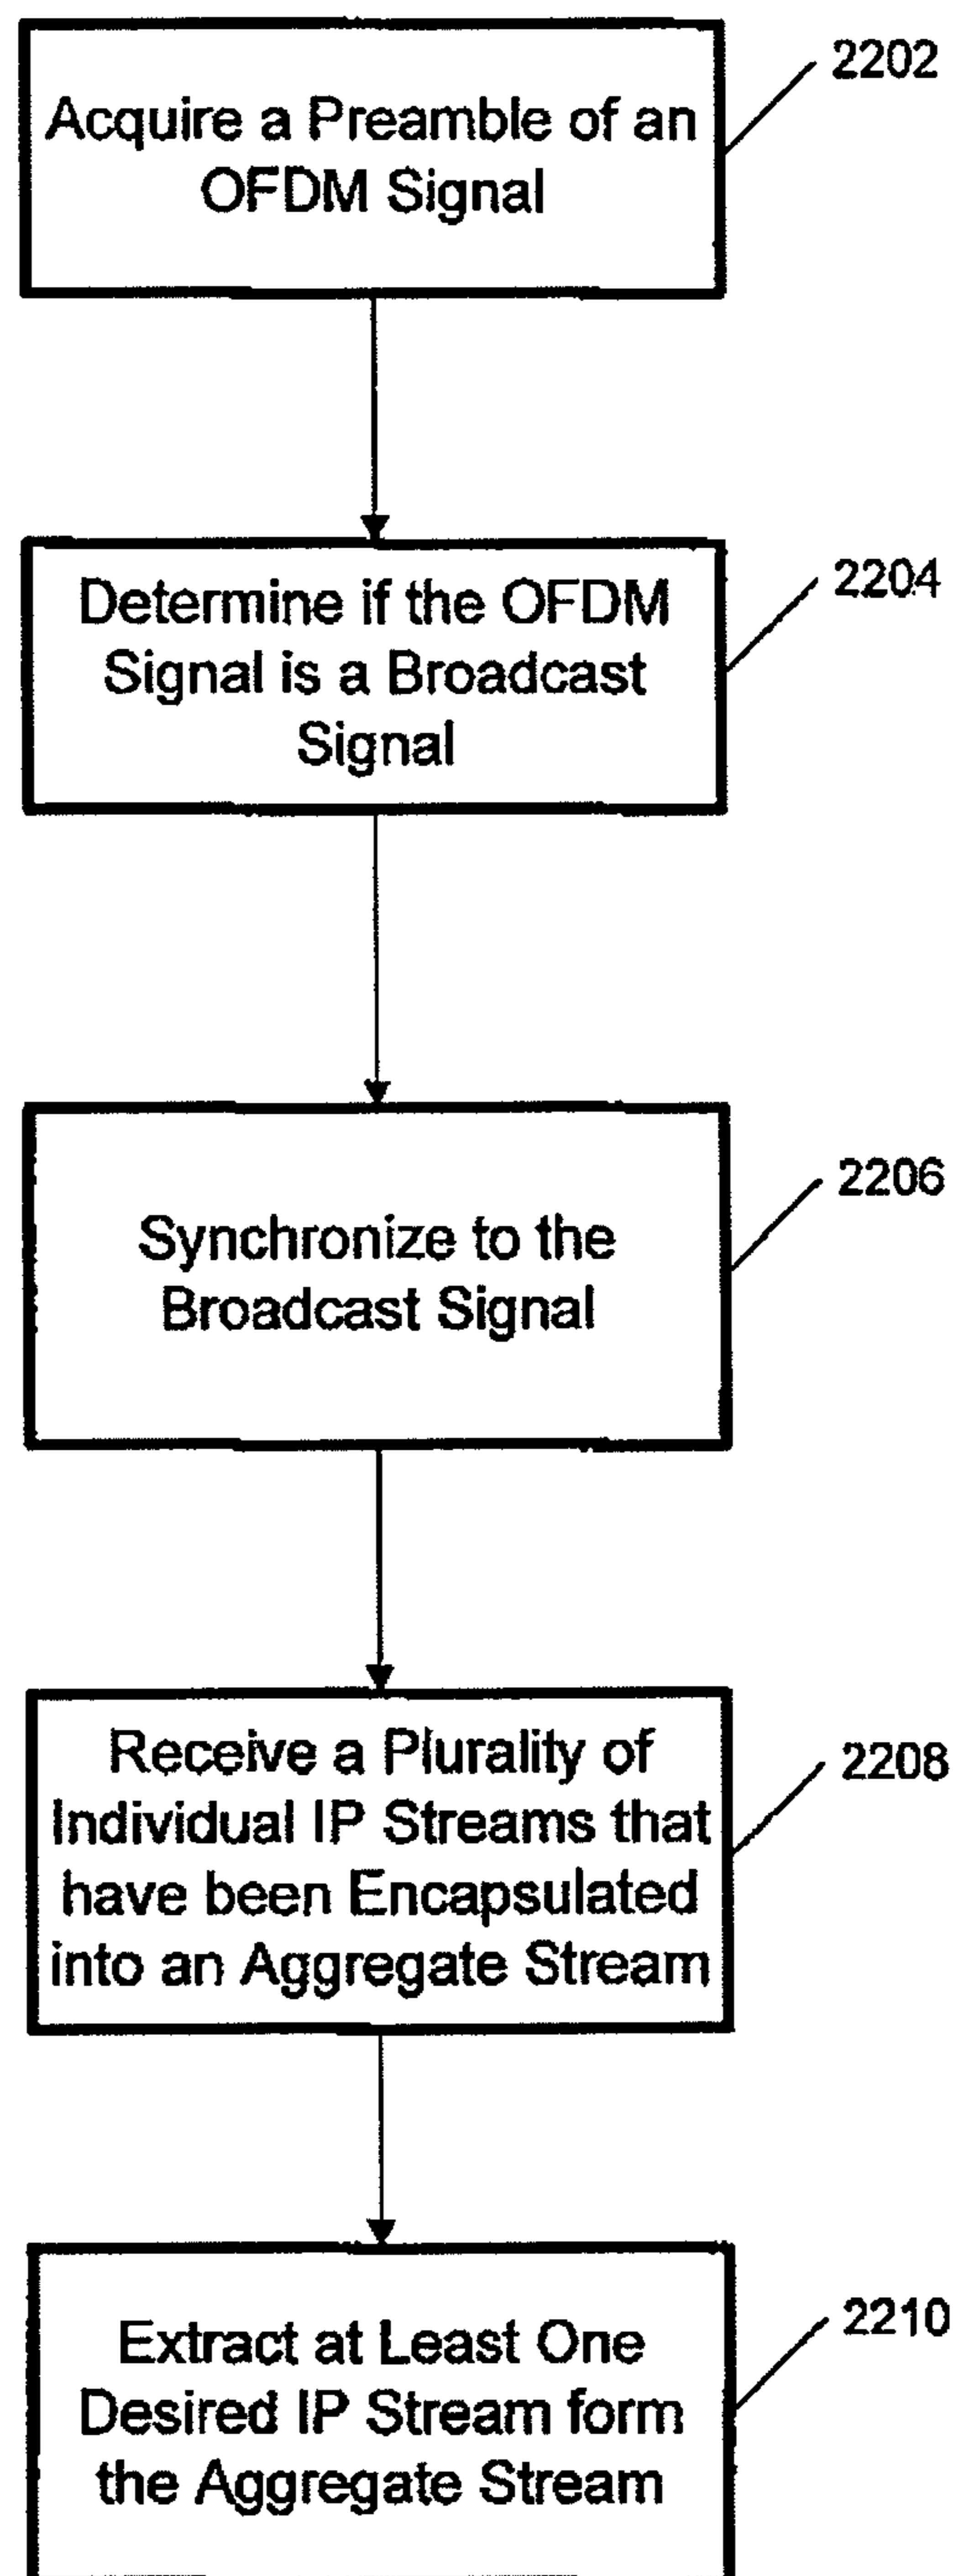 2202
Acquire a Preamble of an
OFDM Signal
2204
Determine if the OFDM
Signal is a Broadcast
Signal
2206
Synchronize to the
Broadcast Signal
2208
Receive a Plurality of
Individual IP Streams that
have been Encapsulated
into an Aggregate Stream
2210
Extract at Least One
Desired IP Stream form
the Aggregate Stream